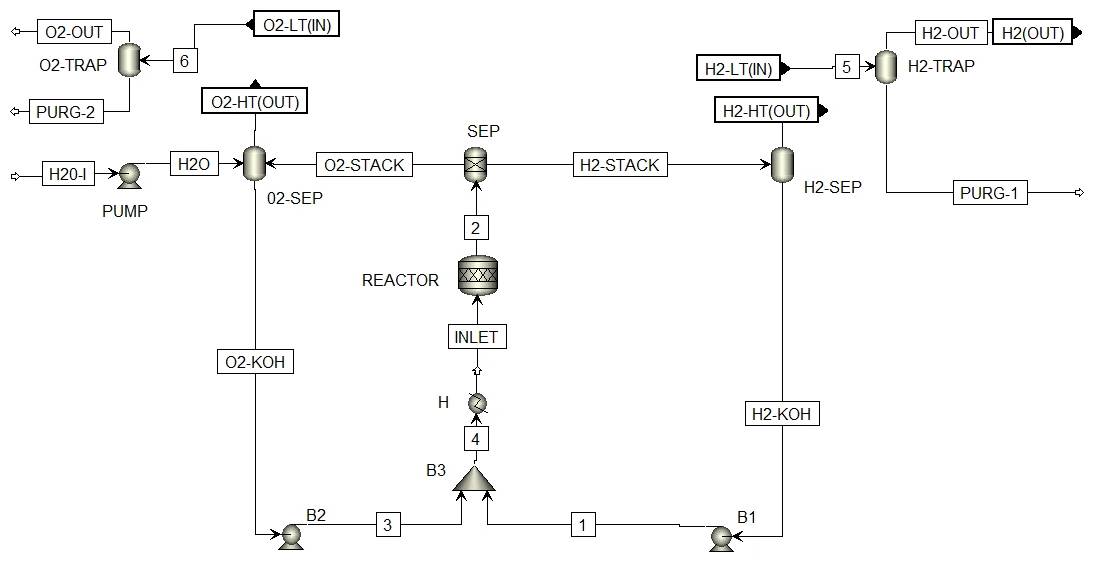 O2-OUT
O2-LT(IN)
O2-TRAP
6
PURG-2
O2-HT(OUT)
H2-OUT
H2(OUT)
H2-LT(IN)
5
H2-TRAP
H2-HT(OUT)
SEP
H20-I
H2O
O2-STACK
H2-STACK
PUMP
02-SEP
H2-SEP
PURG-1
2
REACTOR
INLET
O2-KOH
H
H2-KOH
4
B3
B2
3
1
B1